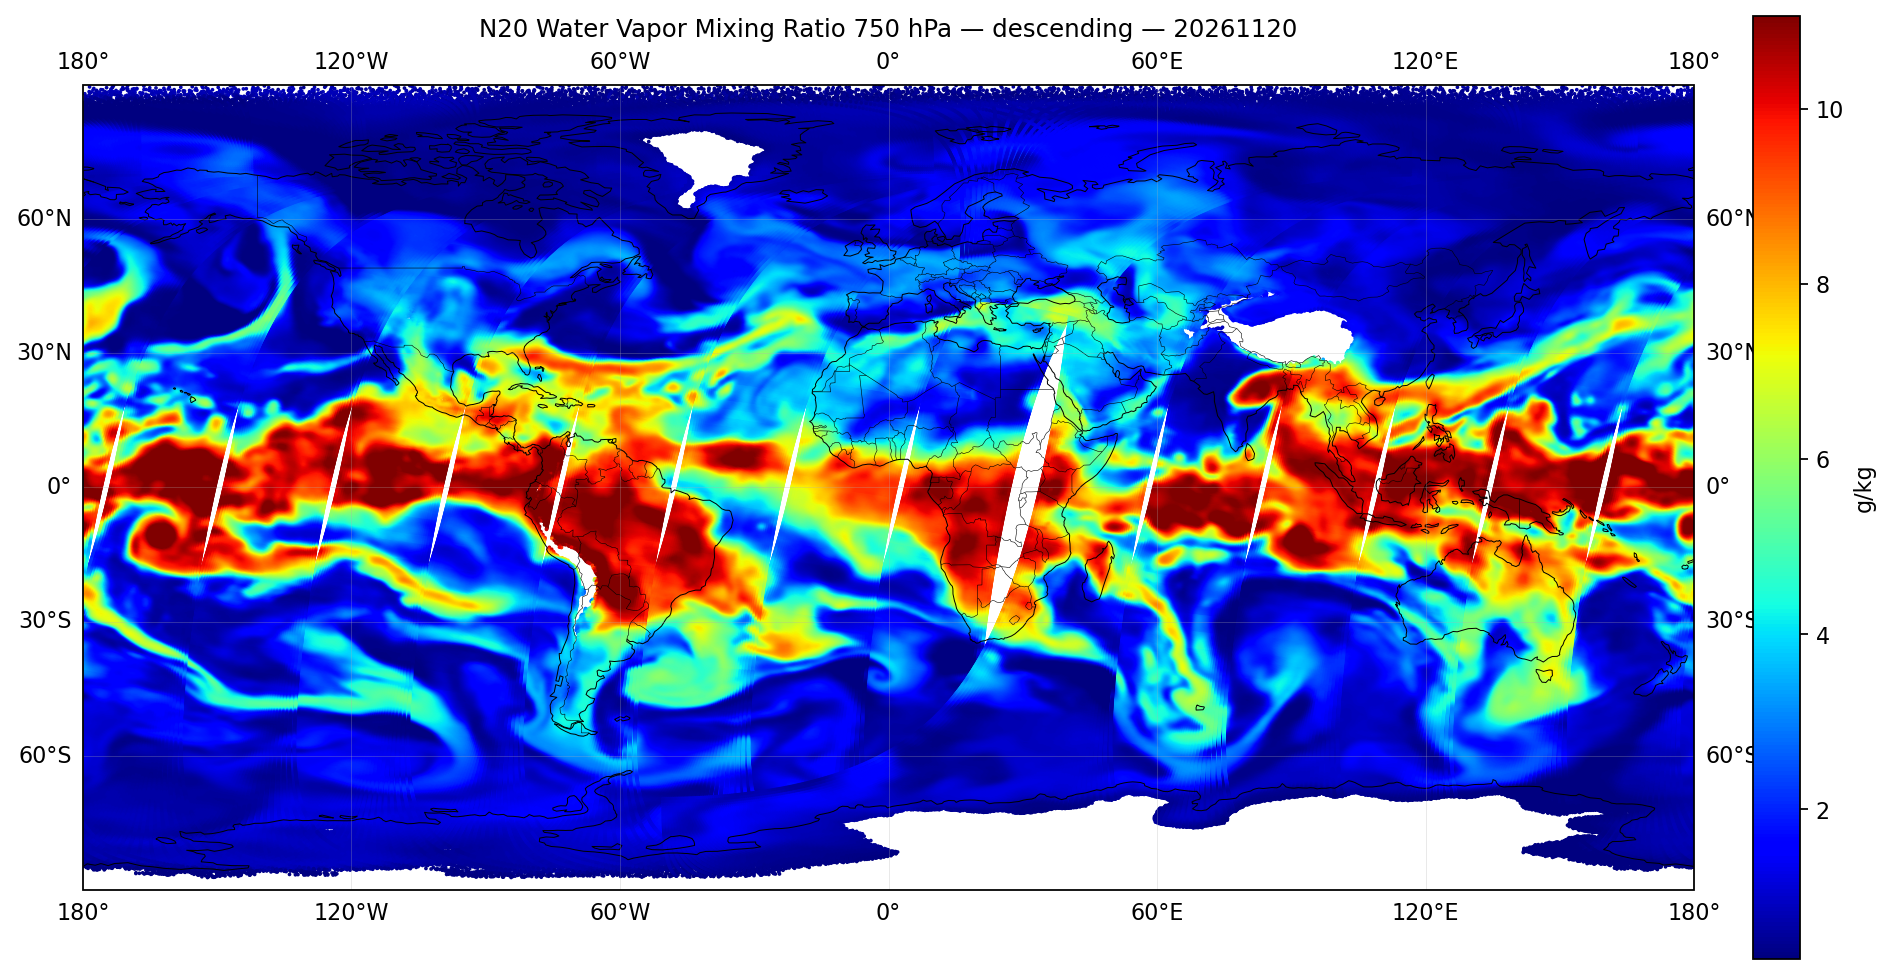 N20 Water Vapor Mixing Ratio 750 hPa — descending — 20261120
180° 120°W 60°W 0° 60°E 120°E 180°
60°N 60°N
30°N 30°N
0° 0°
30°S 30°S
60°S 60°S
180° 120°W 60°W 0° 60°E 120°E 180°
10
8
6
4
2
g/kg